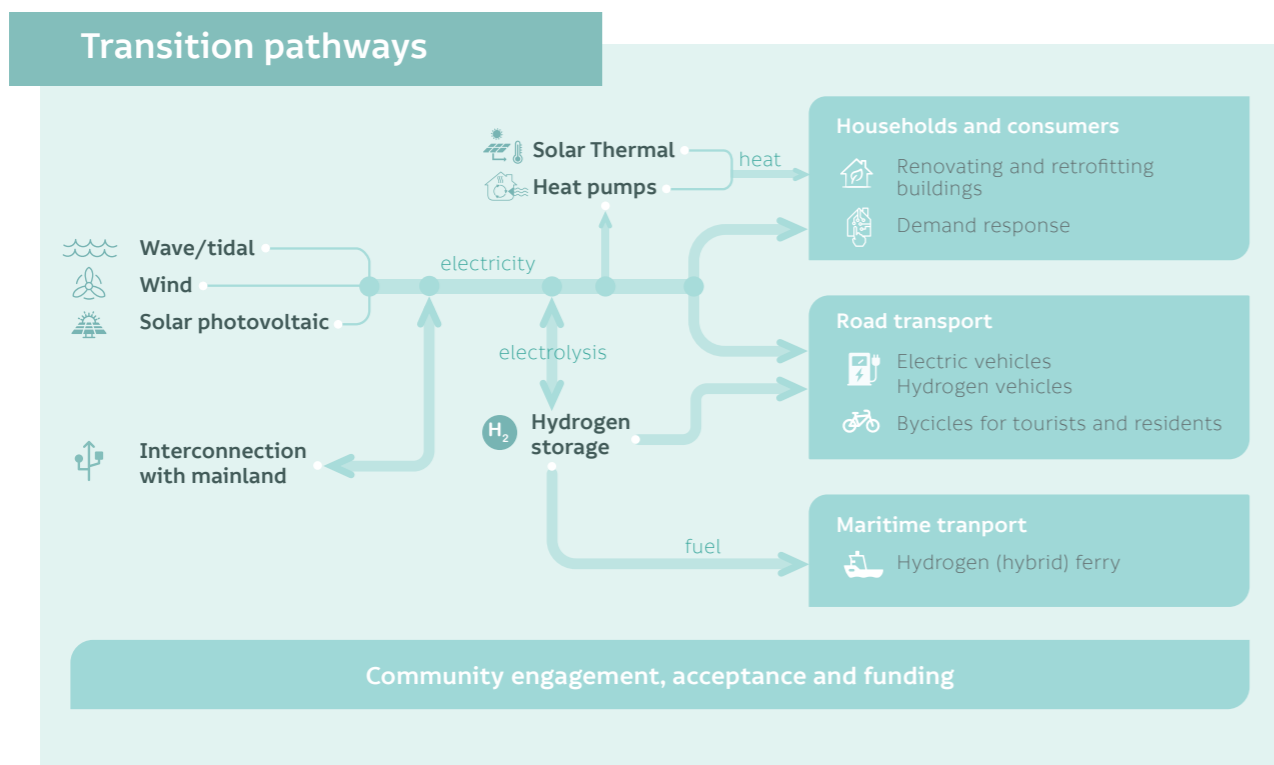 Transition pathways
Solar Thermal
Heat pumps
heat
Wave/tidal
Wind
Solar photovoltaic
electricity
electrolysis
Interconnection
with mainland
H2
Hydrogen
storage
fuel
Households and consumers
Renovating and retrofitting
buildings
Demand response
Road transport
Electric vehicles
Hydrogen vehicles
Bycicles for tourists and residents
Maritime tranport
Hydrogen (hybrid) ferry
Community engagement, acceptance and funding